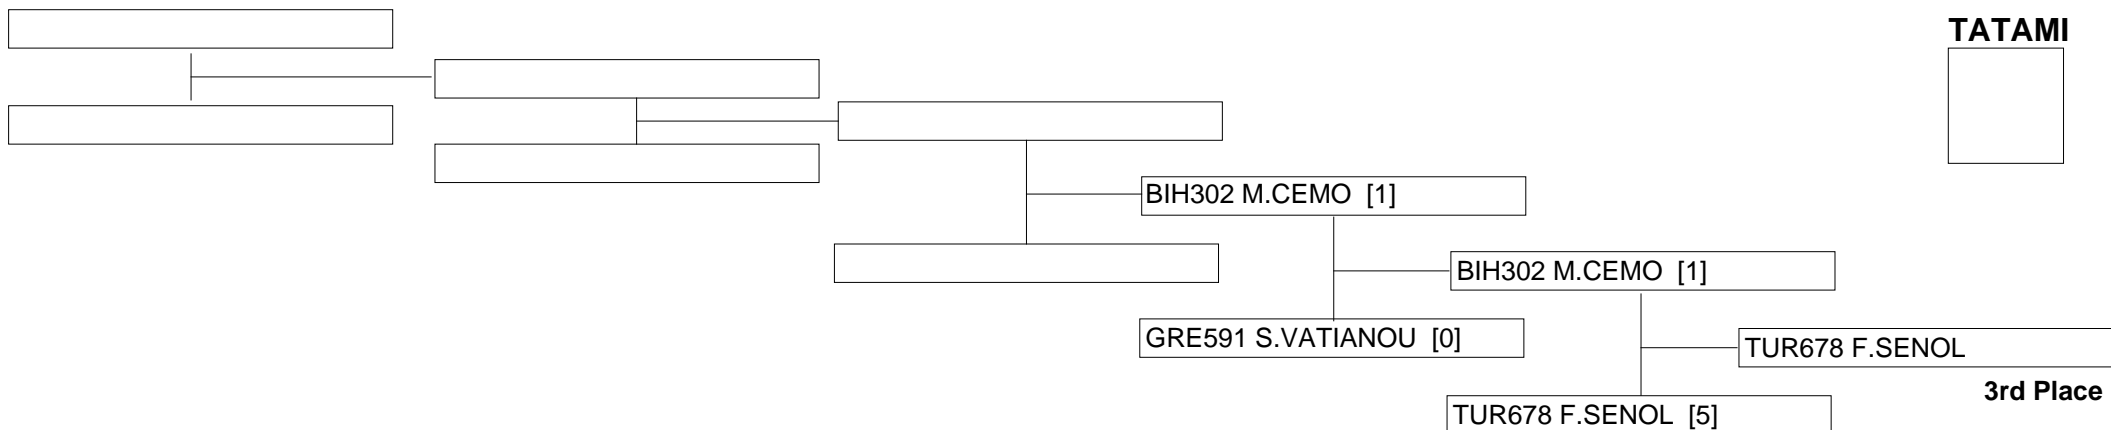 TATAMI
BIH302 M.CEMO [1]
BIH302 M.CEMO [1]
GRE591 S.VATIANOU [0]
TUR678 F.SENOL
3rd Place
TUR678 F.SENOL [5]